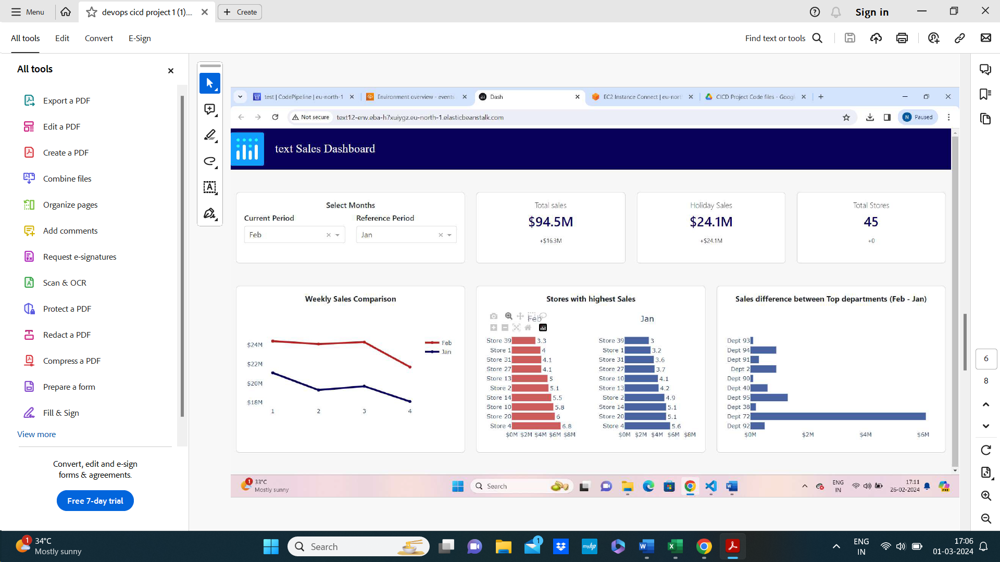 Menu
devops cicd project 1 (1)....
Create
Sign in
All tools
Edit
Convert
E-Sign
Find text or tools
All tools
Export a PDF
Edit a PDF
Create a PDF
Combine files
Organize pages
Add comments
Request e-signatures
Scan & OCR
Protect a PDF
Redact a PDF
Compress a PDF
Prepare a form
Fill & Sign
View more
Convert, edit and e-sign
forms & agreements.
Free 7-day trial
test | CodePipeline | eu-north-1
Environment overview - events
Dash
EC2 Instance Connect | eu-nort
CICD Project Code files - Goog
Not secure
text12-env.eba-h7xuiygz.eu-north-1.elasticbeanstalk.com
N Paused
text Sales Dashboard
Select Months
Current Period
Reference Period
Feb
Jan
Total sales
$94.5M
+$16.3M
Holiday Sales
$24.1M
+$24.1M
Total Stores
45
+0
Weekly Sales Comparison
$24M
$22M
$20M
$18M
1 2 3 4
Feb
Jan
Stores with highest Sales
Feb
Store 39 3.3
Store 1 4
Store 31 4.1
Store 27 4.1
Store 13 5
Store 2 5.1
Store 14 5.5
Store 10 5.8
Store 20 6
Store 4 6.8
$0M $2M $4M $6M $8M
Jan
Store 39 3
Store 1 3.2
Store 31 3.6
Store 27 3.7
Store 10 4.1
Store 13 4.2
Store 2 4.9
Store 14 5.1
Store 20 5.1
Store 4 5.6
$0M $2M $4M $6M $8M
Sales difference between Top departments (Feb - Jan)
Dept 93
Dept 94
Dept 91
Dept 2
Dept 90
Dept 40
Dept 95
Dept 38
Dept 72
Dept 92
$0M $2M $4M $6M
1
33°C
Mostly sunny
Search
ENG
IN
17:11
26-02-2024
PRE
6
8
1
34°C
Mostly sunny
Search
1
myhp
ENG
IN
17:06
01-03-2024